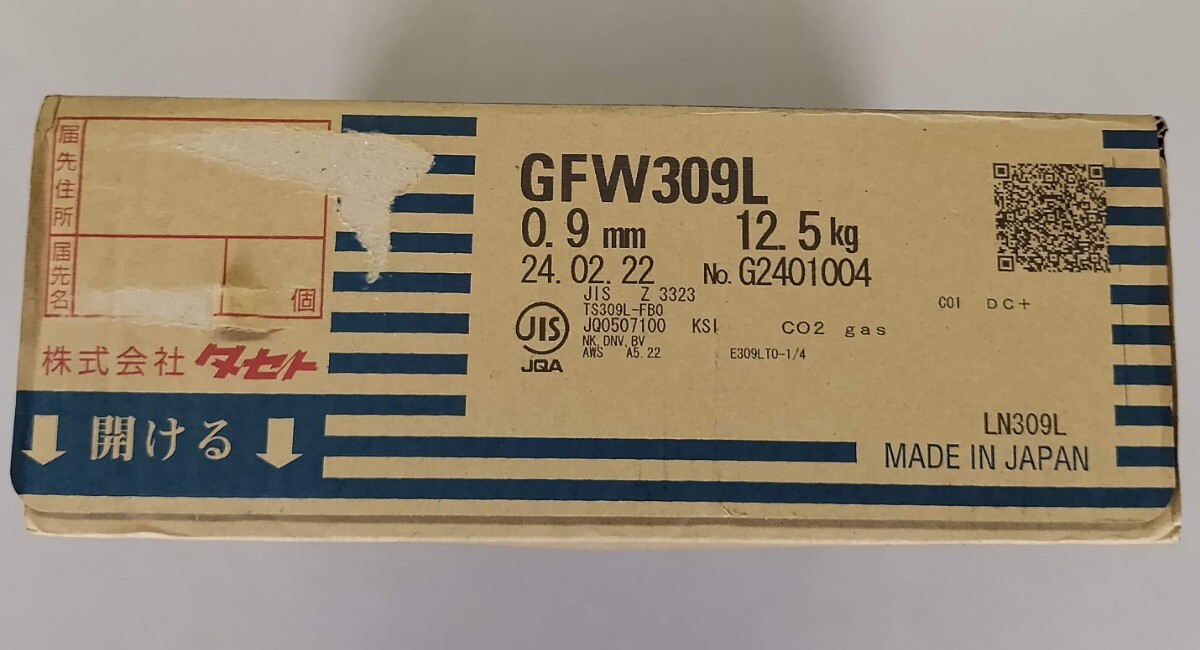 届先住所
届先名
個
株式会社 タセト
開ける
GFW309L
0.9 mm 12.5 kg
24.02.22 No. G2401004
JIS Z 3323
TS309L-FB0
JQ0507100 KSI CO2 gas
NK, DNV, BV
AWS A5.22 E309LT0-1/4
JIS
JQA
C01 DC+
LN309L
MADE IN JAPAN